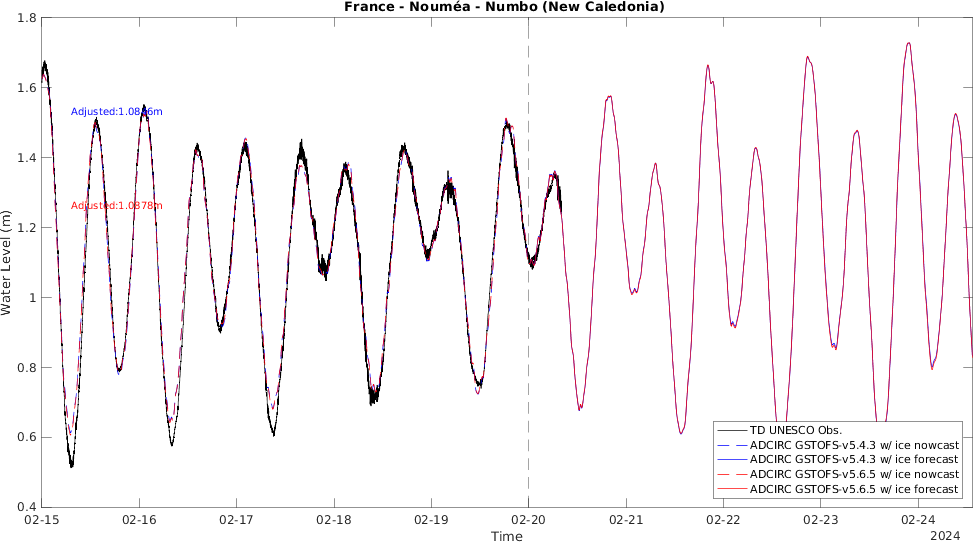 France - Nouméa - Numbo (New Caledonia)
1.8
1.6
1.4
1.2
1
0.8
0.6
0.4
Water Level (m)
Adjusted:1.0878m
TD UNESCO Obs.
ADCIRC GSTOFS-v5.4.3 w/ ice nowcast
ADCIRC GSTOFS-v5.4.3 w/ ice forecast
ADCIRC GSTOFS-v5.6.5 w/ ice nowcast
ADCIRC GSTOFS-v5.6.5 w/ ice forecast
02-15 02-16 02-17 02-18 02-19 02-20 02-21 02-22 02-23 02-24
Time
2024